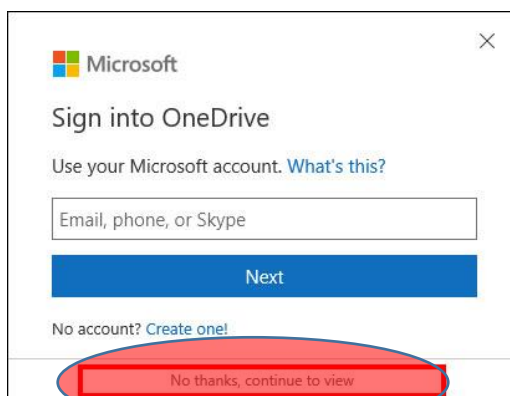 Microsoft
Sign into OneDrive
Use your Microsoft account. What's this?
Email, phone, or Skype
Next
No account? Create one!
No thanks, continue to view